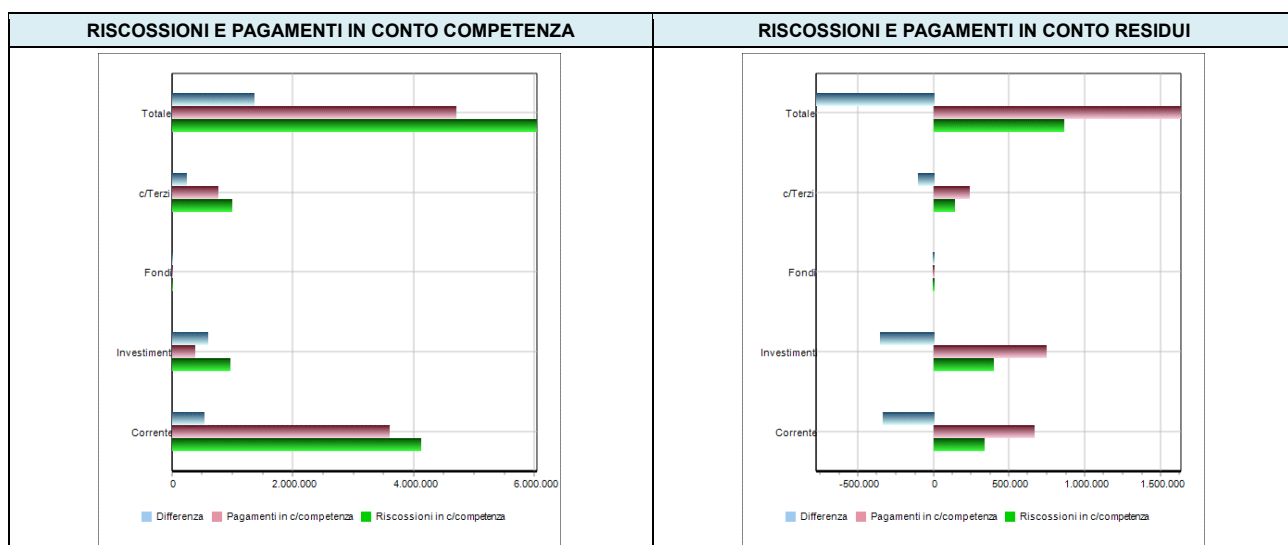 RISCOSSIONI E PAGAMENTI IN CONTO COMPETENZA
Totale
c/Terzi
Fondi
Investimenti
Corrente
0 2.000.000 4.000.000 6.000.000
Differenza Pagamenti in c/competenza Riscossioni in c/competenza
RISCOSSIONI E PAGAMENTI IN CONTO RESIDUI
Totale
c/Terzi
Fondi
Investimenti
Corrente
-500.000 0 500.000 1.000.000 1.500.000
Differenza Pagamenti in c/competenza Riscossioni in c/competenza